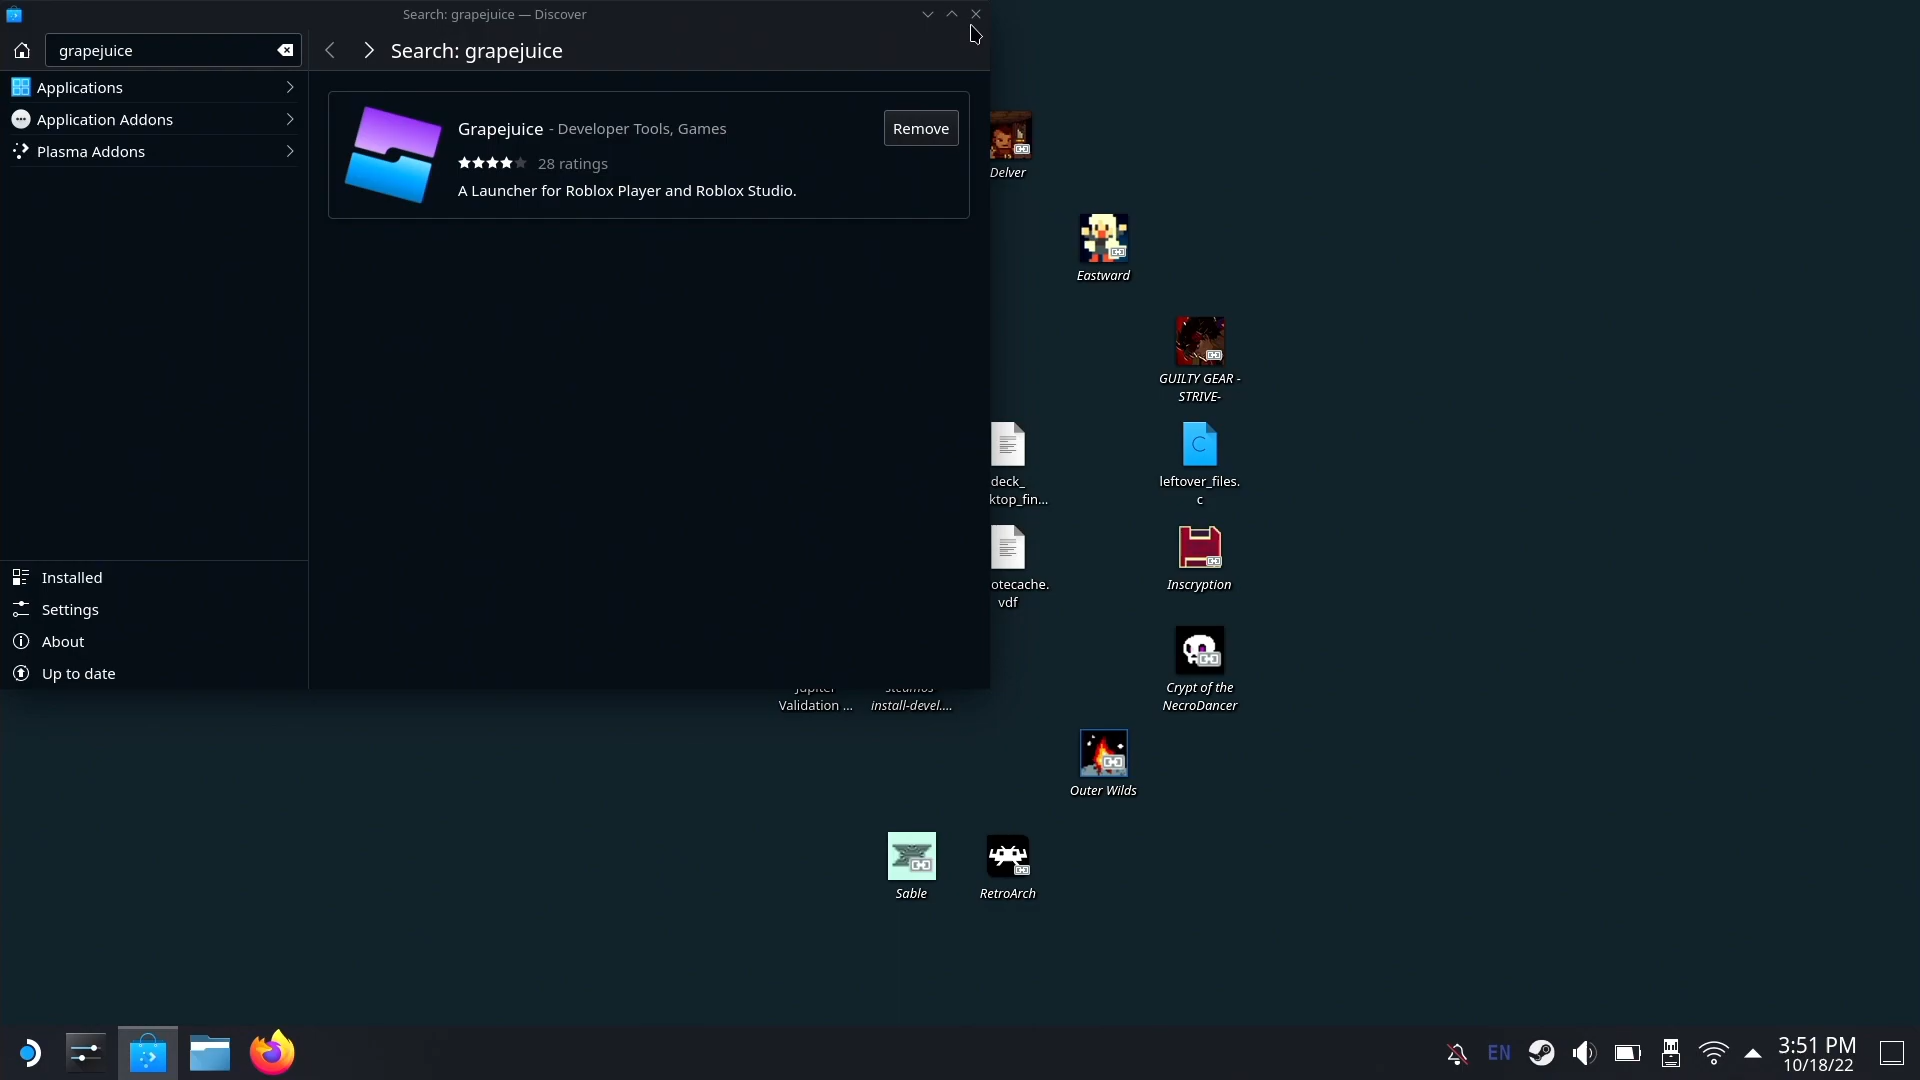 Search: grapejuice — Discover
grapejuice
Search: grapejuice
Applications
Application Addons
Plasma Addons
Grapejuice - Developer Tools, Games
Remove
28 ratings
A Launcher for Roblox Player and Roblox Studio.
Installed
Settings
About
Up to date
Delver
Eastward
GUILTY GEAR -
STRIVE-
deck_
ktop_fin...
leftover_files.
c
otecache.
vdf
Inscryption
Jupiter
Validation ...
steamos-
install-devel....
Crypt of the
NecroDancer
Outer Wilds
Sable
RetroArch
EN
3:51 PM
10/18/22